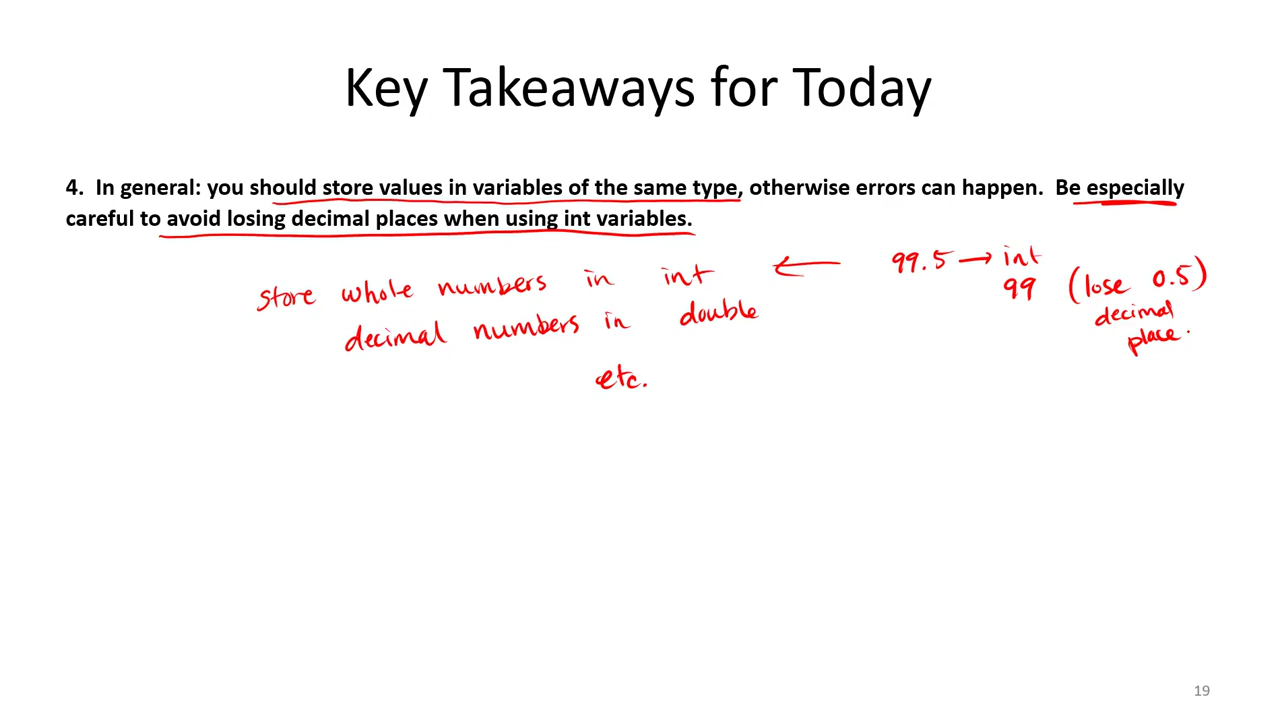 Key Takeaways for Today
4. In general: you should store values in variables of the same type, otherwise errors can happen. Be especially
careful to avoid losing decimal places when using int variables.
99.5 → int
store whole numbers in int ← 99 (lose 0.5)
decimal numbers in double
decimal
place.
etc.
19